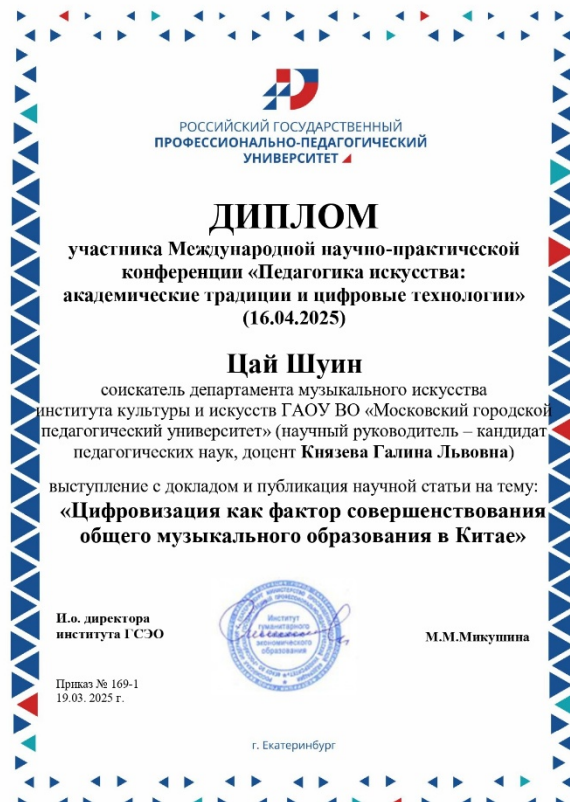 РОССИЙСКИЙ ГОСУДАРСТВЕННЫЙ
ПРОФЕССИОНАЛЬНО-ПЕДАГОГИЧЕСКИЙ
УНИВЕРСИТЕТ
ДИПЛОМ
участника Международной научно-практической
конференции «Педагогика искусства:
академические традиции и цифровые технологии»
(16.04.2025)
Цай Шуин
соискатель департамента музыкального искусства
института культуры и искусств ГАОУ ВО «Московский городской
педагогический университет» (научный руководитель – кандидат
педагогических наук, доцент Князева Галина Львовна)
выступление с докладом и публикация научной статьи на тему:
«Цифровизация как фактор совершенствования
общего музыкального образования в Китае»
И.о. директора
института ГСЭО
Институт
гуманитарного
экономического
образования
М.М.Микушина
Приказ № 169-1
19.03. 2025 г.
г. Екатеринбург